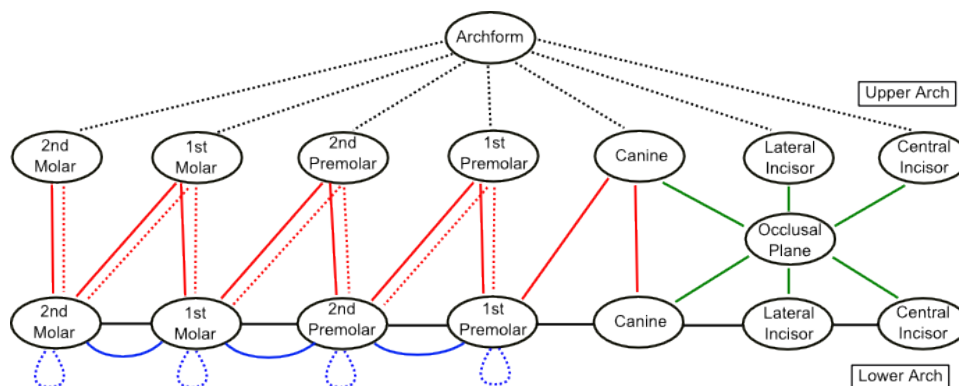 Archform
Upper Arch
2nd
Molar
1st
Molar
2nd
Premolar
1st
Premolar
Canine
Lateral
Incisor
Central
Incisor
Occlusal
Plane
2nd
Molar
1st
Molar
2nd
Premolar
1st
Premolar
Canine
Lateral
Incisor
Central
Incisor
Lower Arch